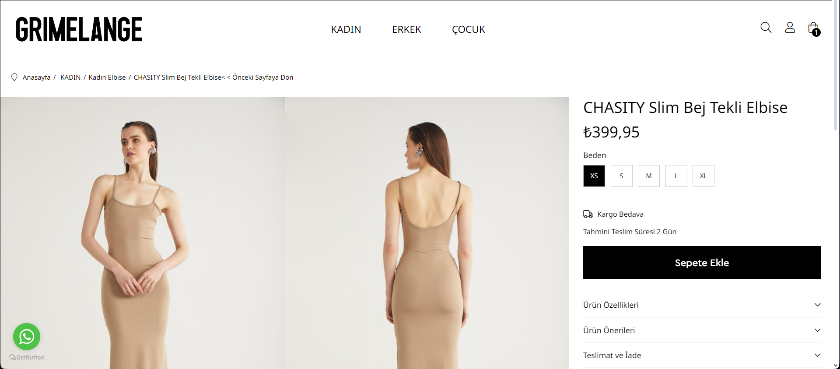 GRIMELANGE
KADIN ERKEK ÇOCUK
1
Anasayfa / KADIN / Kadın Elbise / CHASITY Slim Bej Tekli Elbise< < Önceki Sayfaya Dön
CHASITY Slim Bej Tekli Elbise
₺399,95
Beden
XS S M L XL
Kargo Bedava
Tahmini Teslim Süresi 2 Gün
Sepete Ekle
Ürün Özellikleri
Ürün Önerileri
Teslimat ve İade
GetButton